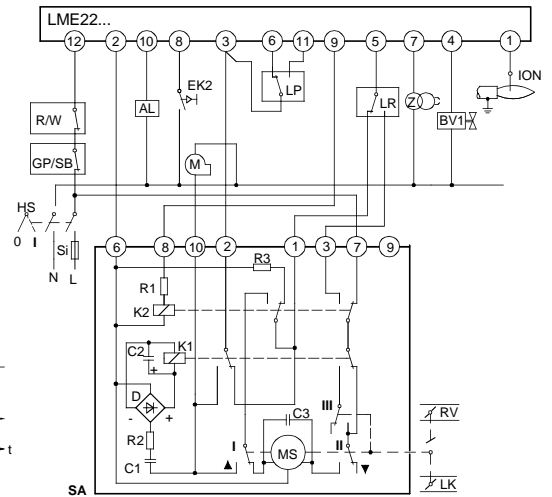 LME22...
12 2 10 8 3 6 11 9 5 7 4 1
ION
EK2
LP
LR
Z
BV1
AL
R/W
GP/SB
M
HS
0 I
Si
N L
6 8 10 2 1 3 7 9
R3
R1
K2
K1
C2
+
D
- +
R2
C1
C3
I
MS
III
II
RV
LK
t
SA